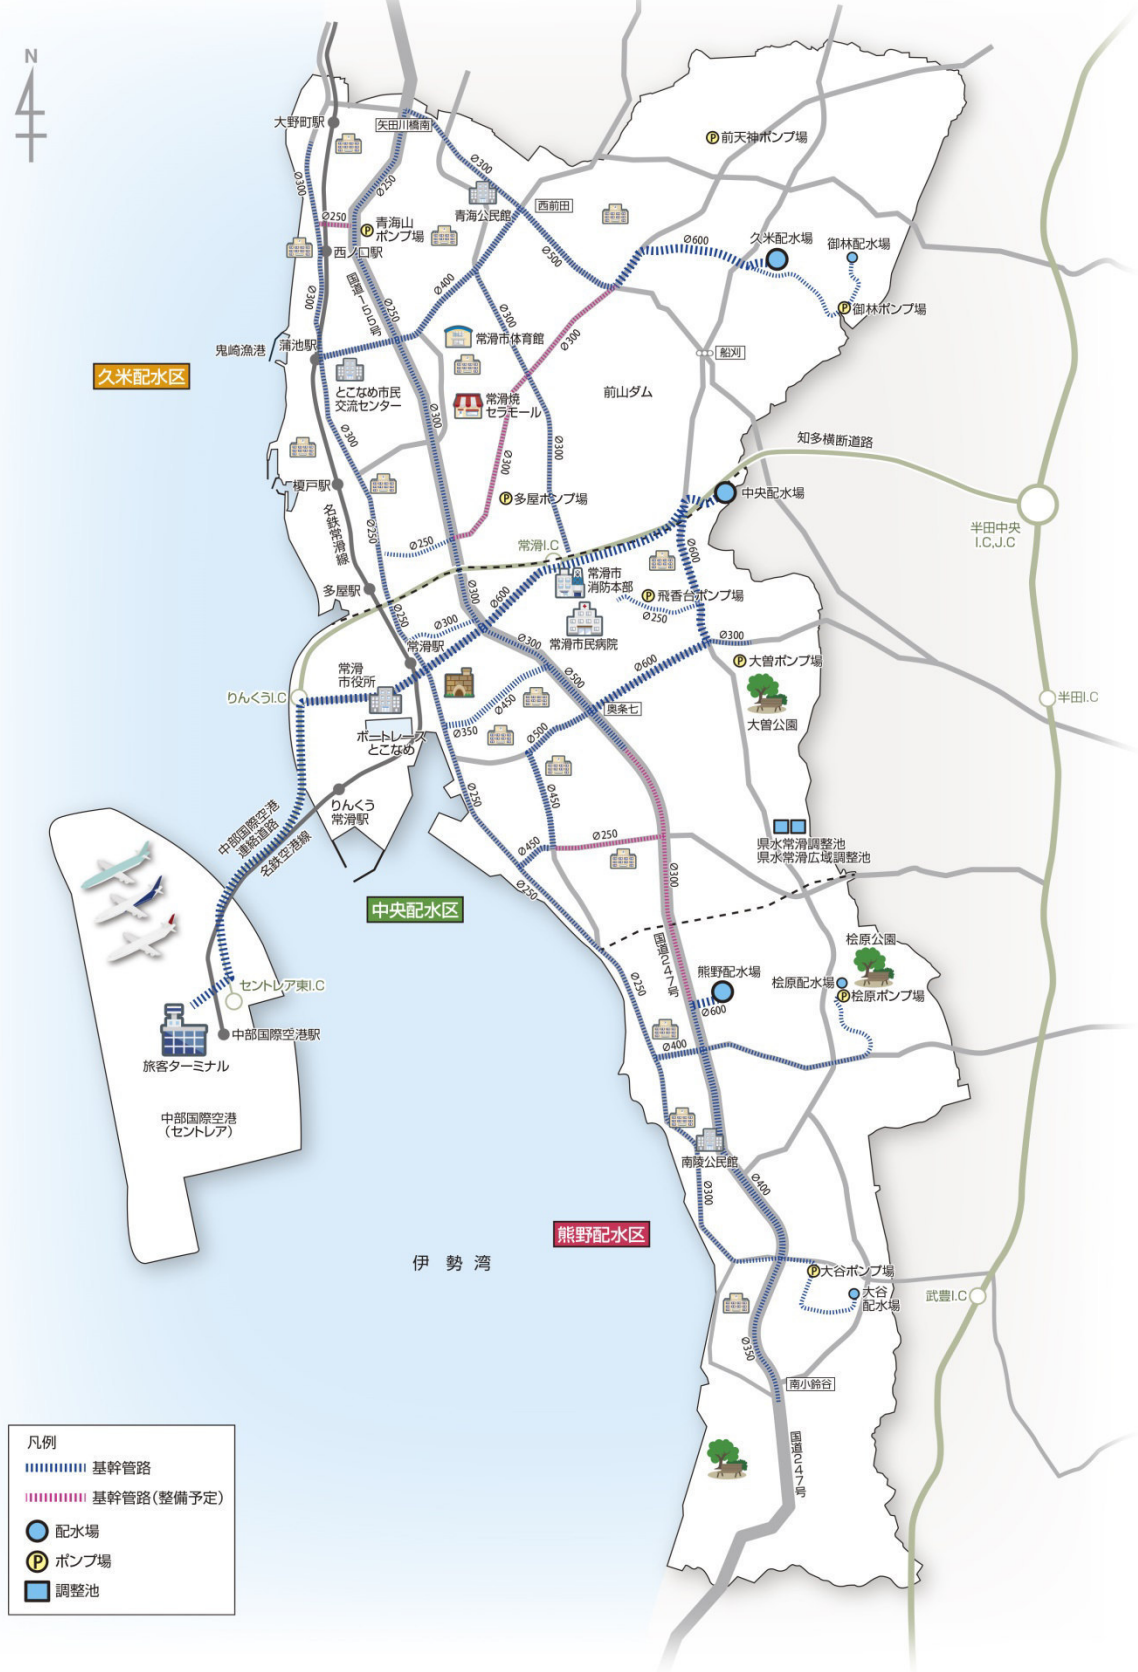 N
大野町駅
矢田川橋南
前天神ポンプ場
Ø300
Ø300
Ø250
Ø250
青海公民館
西前田
青海山
ポンプ場
西ノ口駅
Ø600
久米配水場
御林配水場
Ø500
Ø400
国道155号
Ø250
Ø300
Ø300
御林ポンプ場
鬼崎漁港
蒲池駅
常滑市体育館
Ø300
船刈
久米配水区
とこなめ市民
交流センター
常滑焼
セラモール
前山ダム
Ø300
Ø300
Ø300
Ø300
知多横断道路
榎戸駅
多屋ポンプ場
中央配水場
名鉄常滑線
Ø250
Ø250
常滑I.C
Ø600
半田中央
I.C,J.C
多屋駅
Ø300
Ø600
常滑市
消防本部
飛香台ポンプ場
Ø250
Ø250
Ø300
常滑駅
Ø300
常滑市民病院
Ø300
大曽ポンプ場
Ø600
りんくうI.C
常滑
市役所
Ø500
Ø450
奥条七
半田I.C
Ø350
大曽公園
ボートレース
とこなめ
Ø500
りんくう
常滑駅
Ø250
Ø450
中部国際空港
連絡道路
名鉄空港線
Ø450
Ø250
県水常滑調整池
県水常滑広域調整池
Ø250
Ø300
中央配水区
国道247号
桧原公園
熊野配水場
桧原配水場
桧原ポンプ場
Ø250
Ø600
セントレア東I.C
中部国際空港駅
旅客ターミナル
Ø400
中部国際空港
(セントレア)
南陵公民館
Ø300
Ø400
熊野配水区
伊勢湾
大谷ポンプ場
大谷
配水場
武豊I.C
Ø350
南小鈴谷
国道247号
凡例
基幹管路
基幹管路(整備予定)
配水場
P ポンプ場
調整池